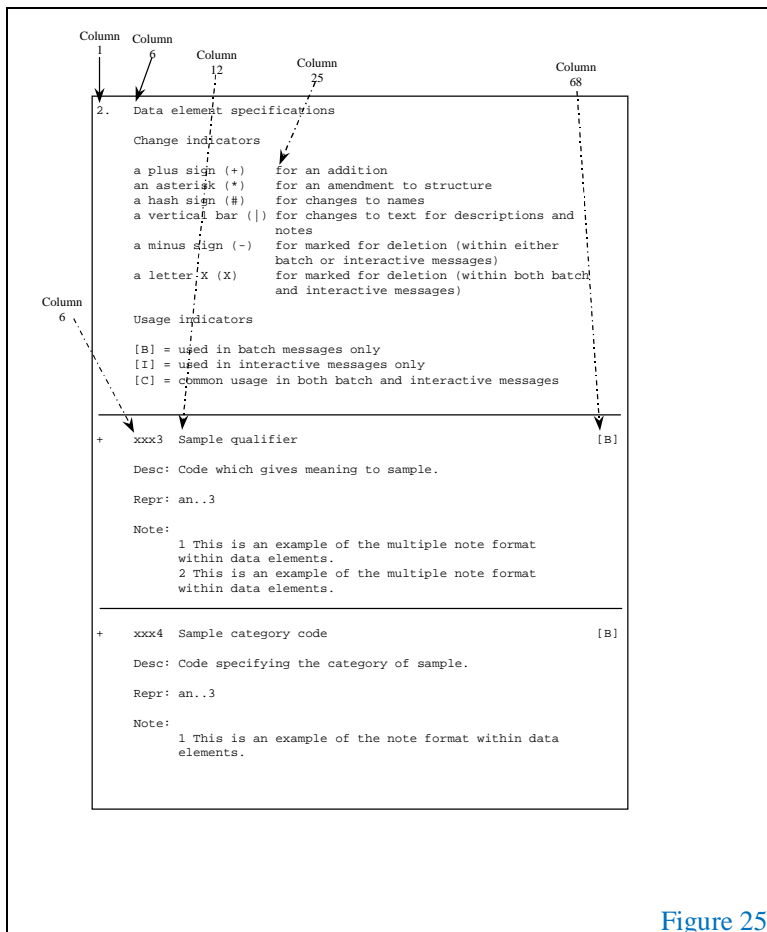 Column
1
Column
6
Column
12
Column
25
Column
68
2. Data element specifications
Change indicators
a plus sign (+) for an addition
an asterisk (*) for an amendment to structure
a hash sign (#) for changes to names
a vertical bar (|) for changes to text for descriptions and
notes
a minus sign (-) for marked for deletion (within either
batch or interactive messages)
a letter X (X) for marked for deletion (within both batch
and interactive messages)
Column
6
Usage indicators
[B] = used in batch messages only
[I] = used in interactive messages only
[C] = common usage in both batch and interactive messages
+ xxx3 Sample qualifier [B]
Desc: Code which gives meaning to sample.
Repr: an..3
Note:
1 This is an example of the multiple note format
within data elements.
2 This is an example of the multiple note format
within data elements.
+ xxx4 Sample category code [B]
Desc: Code specifying the category of sample.
Repr: an..3
Note:
1 This is an example of the note format within data
elements.
Figure 25